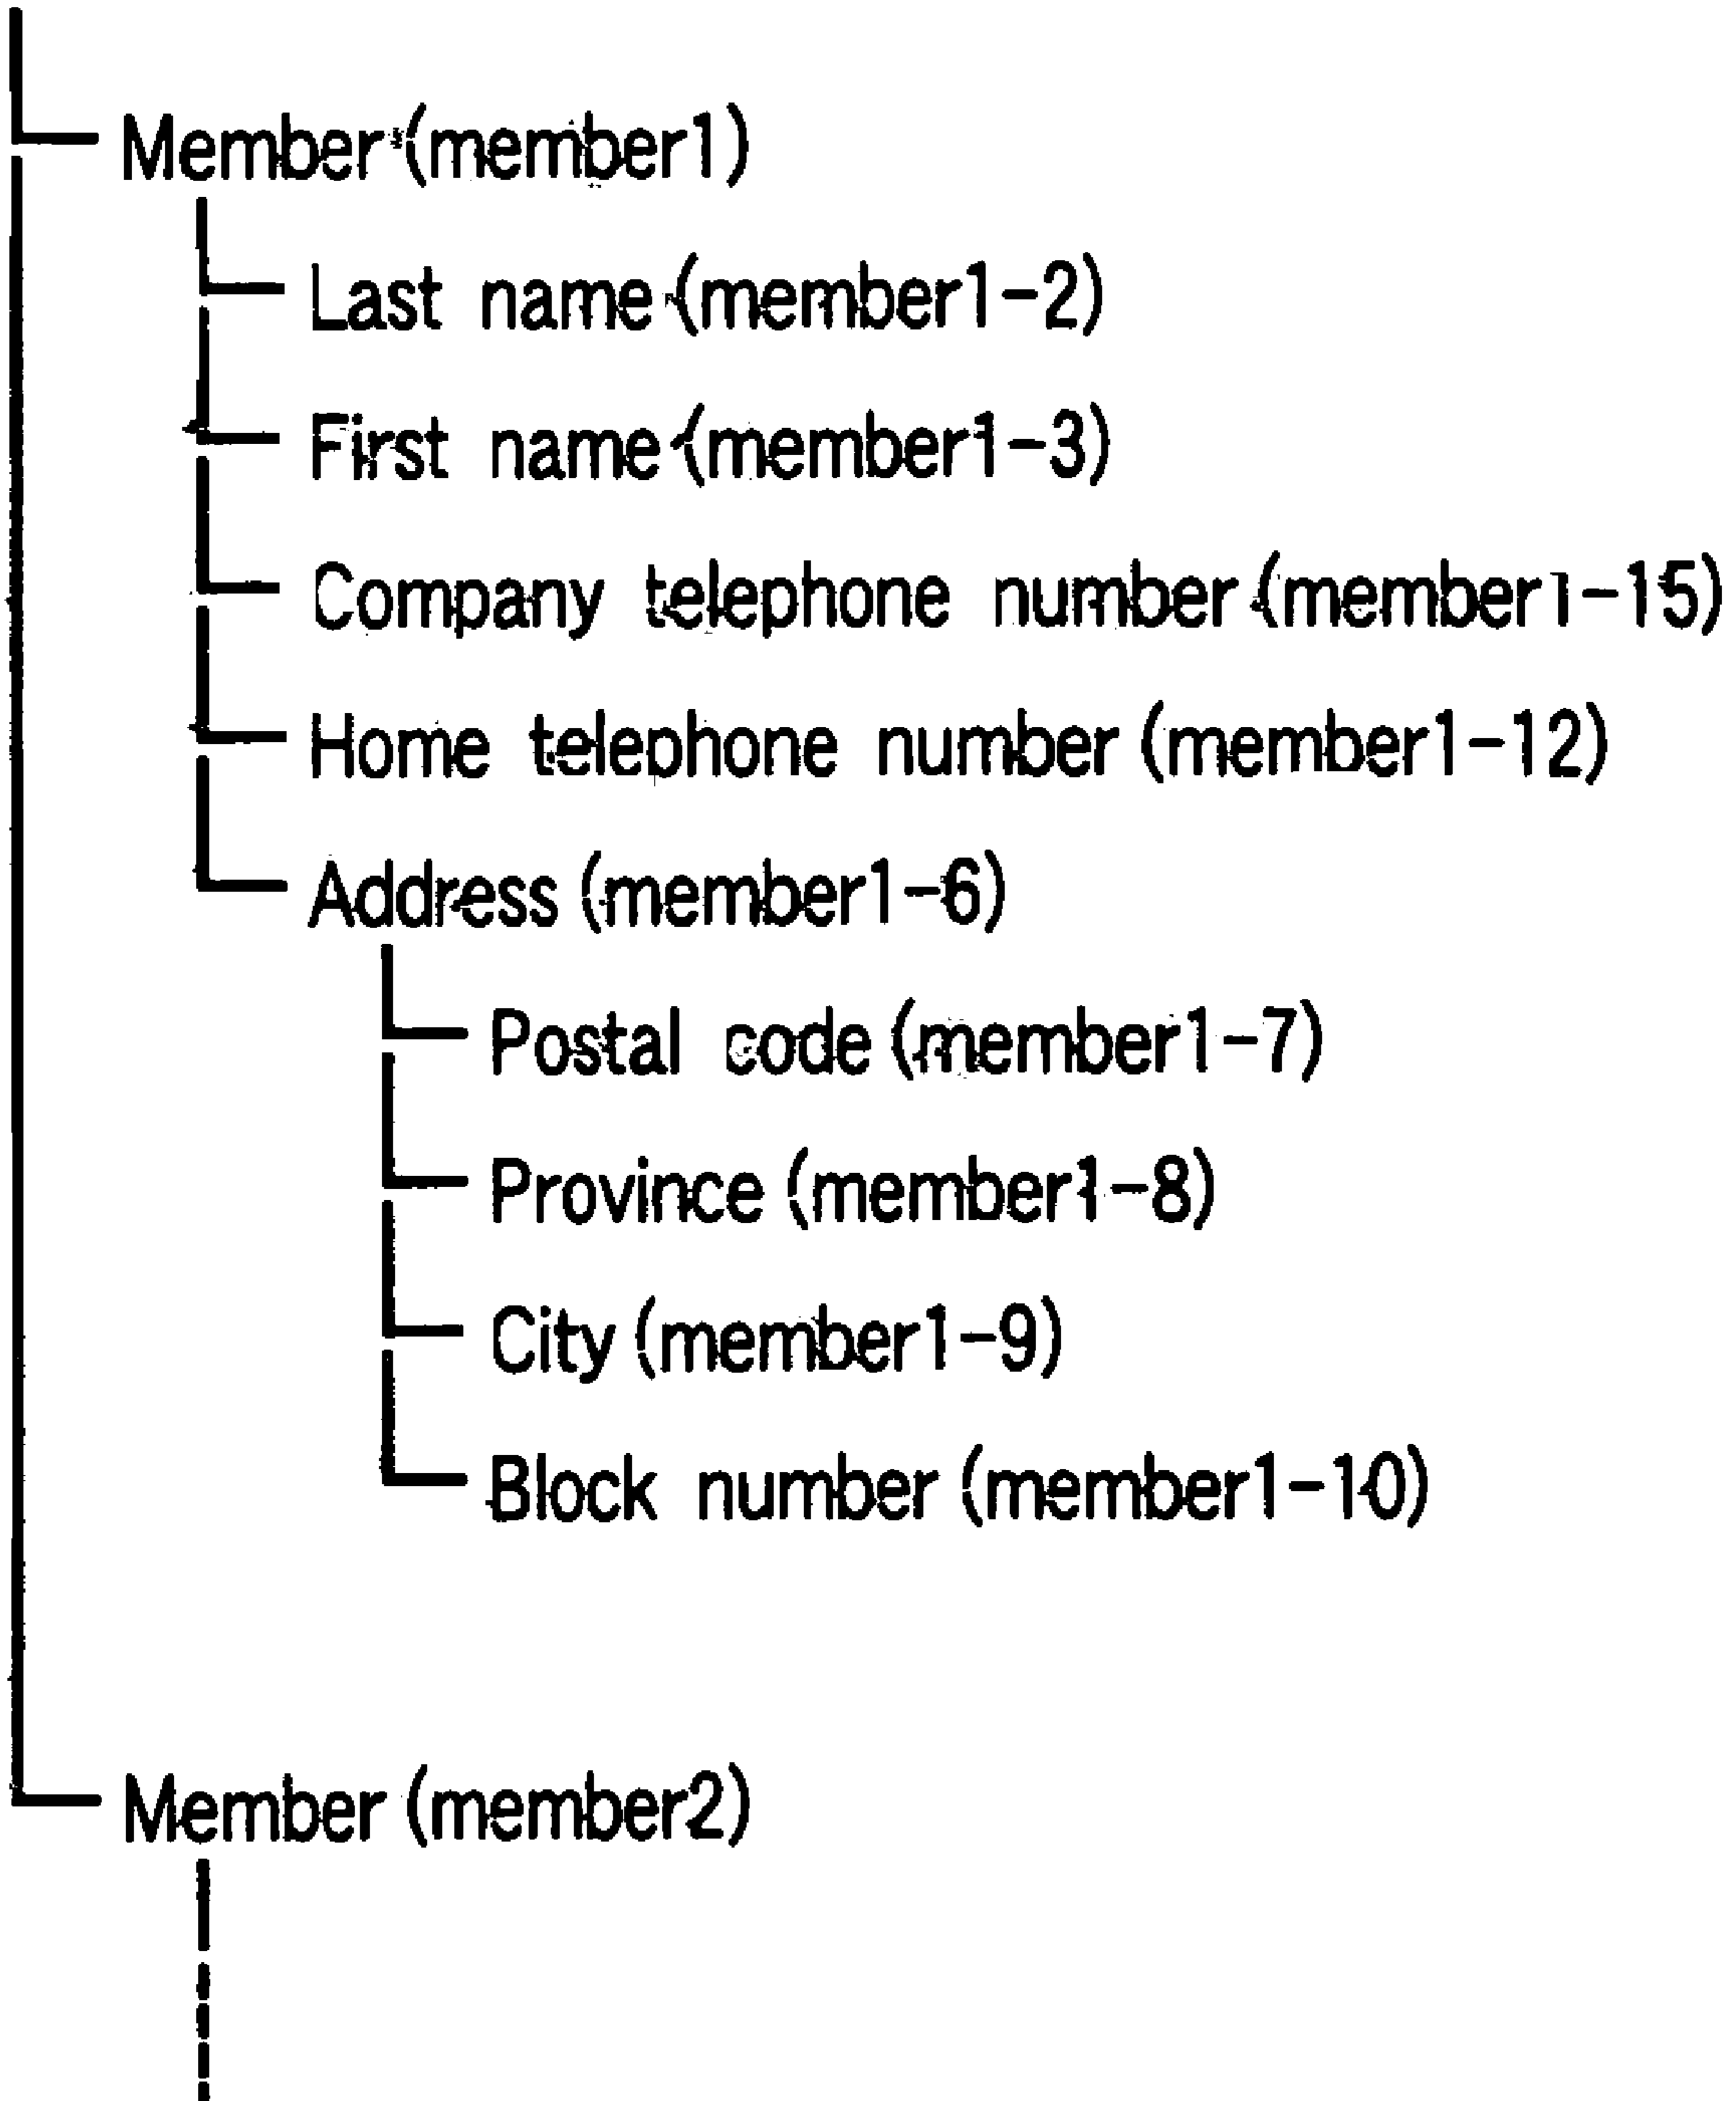 Member (member1)
Last name (member1-2)
First name (member1-3)
Company telephone number (member1-15)
Home telephone number (member1-12)
Address (member1-6)
Postal code (member1-7)
Province (member1-8)
City (member1-9)
Block number (member1-10)
Member (member2)